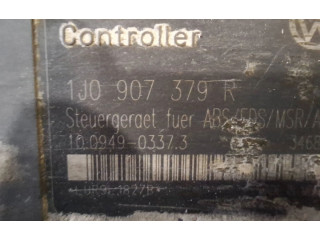 Controller
1J0 907 379 R
Steuergeraet fuer ABS/EDS/MSR/A
10.0949-0337.3